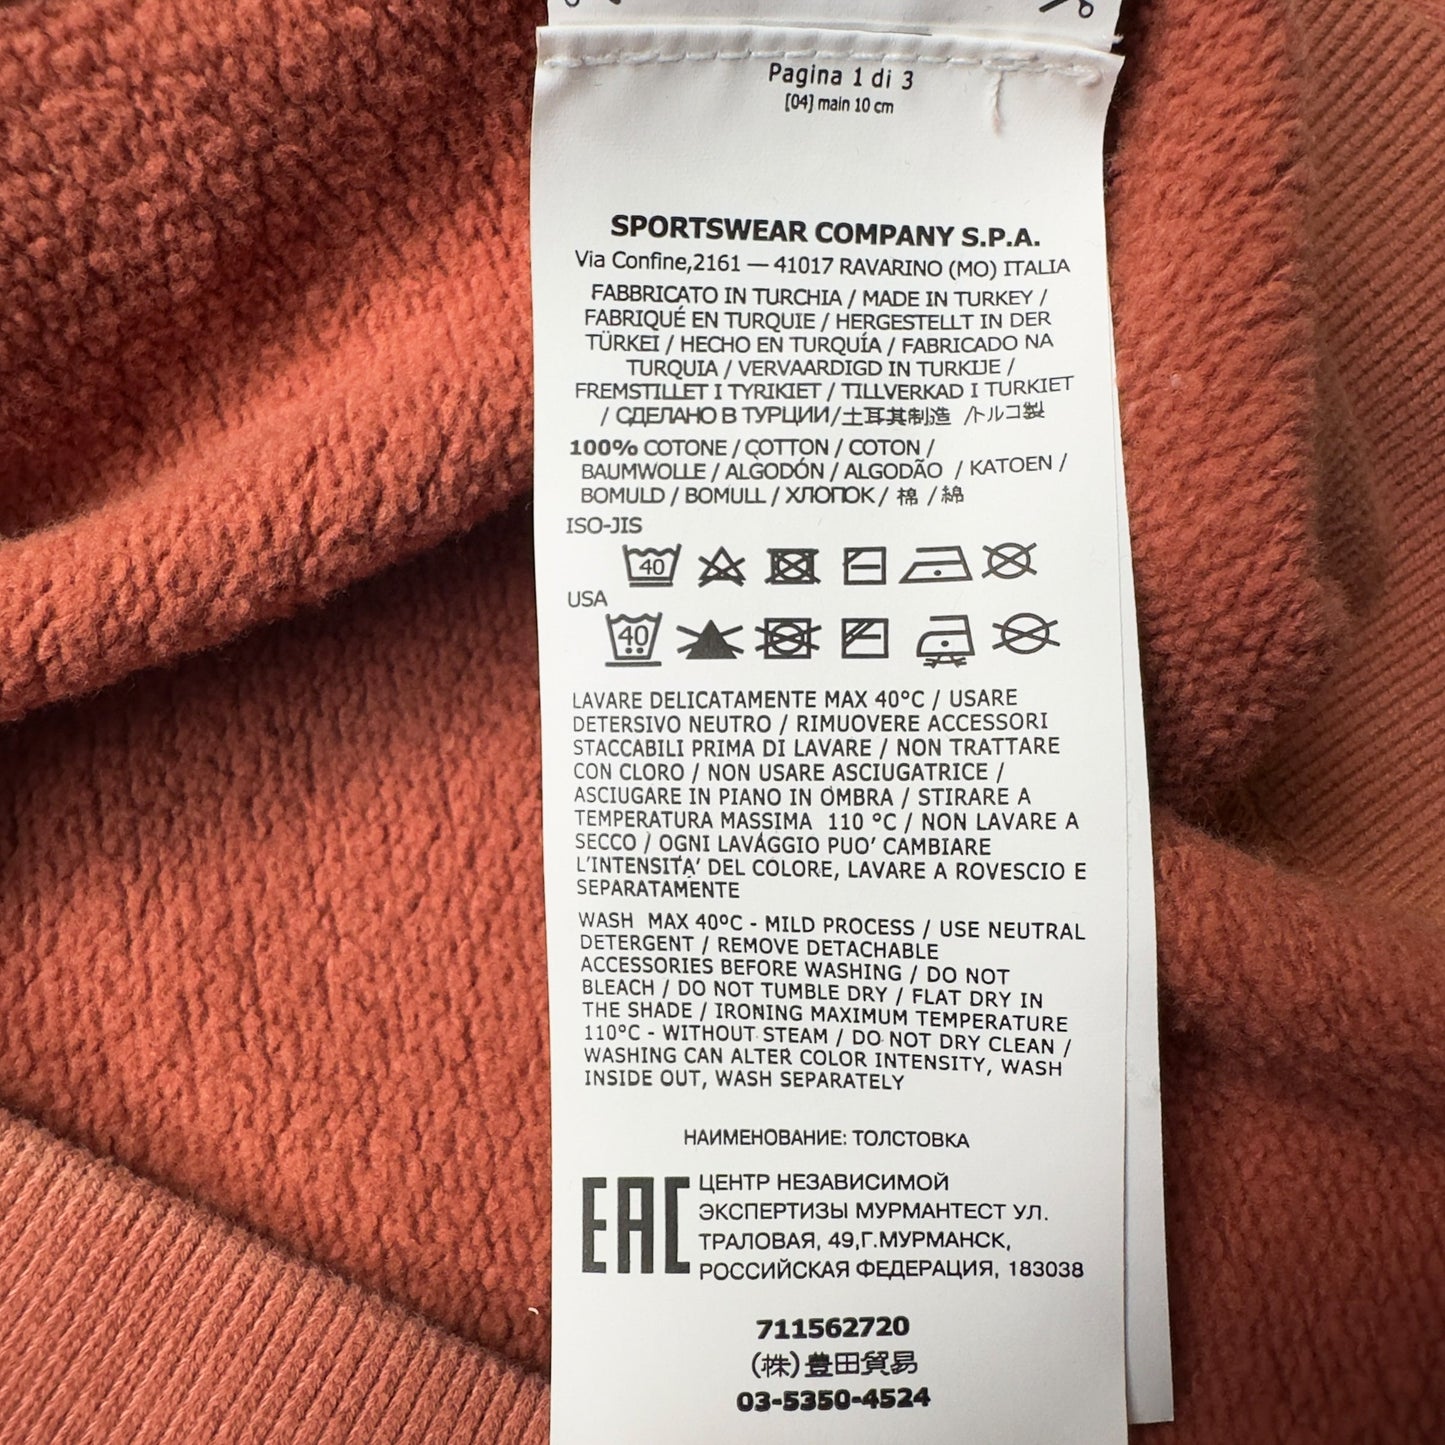 Pagina 1 di 3
[04] main 10 cm
SPORTSWEAR COMPANY S.P.A.
Via Confine,2161 — 41017 RAVARINO (MO) ITALIA
FABBRICATO IN TURCHIA / MADE IN TURKEY /
FABRIQUÉ EN TURQUIE / HERGESTELLT IN DER
TÜRKEI / HECHO EN TURQUÍA / FABRICADO NA
TURQUIA / VERVAARDIGD IN TURKIJE /
FREMSTILLET I TYRIKIET / TILLVERKAD I TURKIET
/ СДЕЛАНО В ТУРЦИИ/土耳其制造 /トルコ製
100% COTONE / COTTON / COTON /
BAUMWOLLE / ALGODÓN / ALGODÃO / KATOEN /
BOMULD / BOMULL / ХЛОПОК / 棉 / 綿
ISO-JIS
40
USA
40
LAVARE DELICATAMENTE MAX 40°C / USARE
DETERSIVO NEUTRO / RIMUOVERE ACCESSORI
STACCABILI PRIMA DI LAVARE / NON TRATTARE
CON CLORO / NON USARE ASCIUGATRICE /
ASCIUGARE IN PIANO IN OMBRA / STIRARE A
TEMPERATURA MASSIMA 110 °C / NON LAVARE A
SECCO / OGNI LAVAGGIO PUO' CAMBIARE
L'INTENSITA' DEL COLORE, LAVARE A ROVESCIO E
SEPARATAMENTE
WASH MAX 40°C - MILD PROCESS / USE NEUTRAL
DETERGENT / REMOVE DETACHABLE
ACCESSORIES BEFORE WASHING / DO NOT
BLEACH / DO NOT TUMBLE DRY / FLAT DRY IN
THE SHADE / IRONING MAXIMUM TEMPERATURE
110°C - WITHOUT STEAM / DO NOT DRY CLEAN /
WASHING CAN ALTER COLOR INTENSITY, WASH
INSIDE OUT, WASH SEPARATELY
НАИМЕНОВАНИЕ: ТОЛСТОВКА
EAC
ЦЕНТР НЕЗАВИСИМОЙ
ЭКСПЕРТИЗЫ МУРМАНТЕСТ УЛ.
ТРАЛОВАЯ, 49,Г.МУРМАНСК,
РОССИЙСКАЯ ФЕДЕРАЦИЯ, 183038
711562720
(株)豊田貿易
03-5350-4524